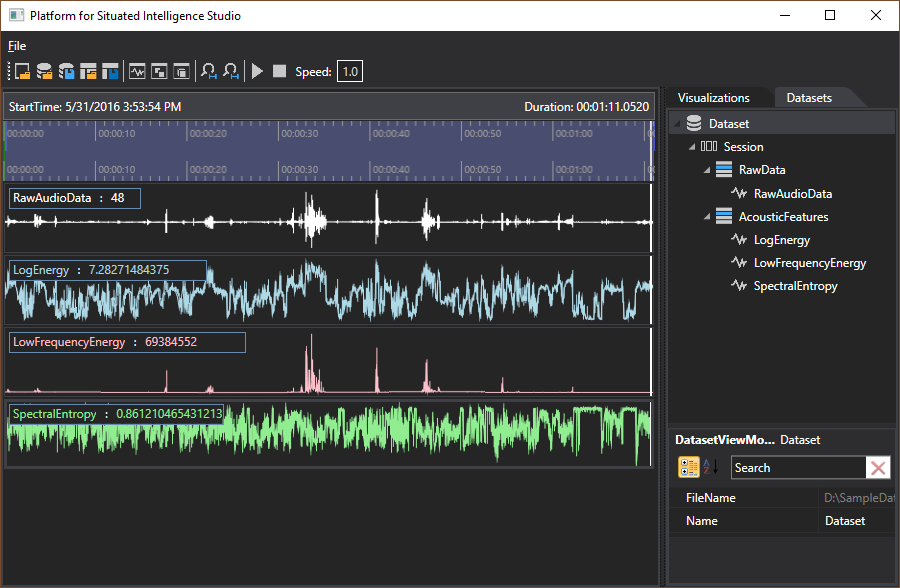 Platform for Situated Intelligence Studio
File
Speed: 1.0
StartTime: 5/31/2016 3:53:54 PM Duration: 00:01:11.0520
00:00:00 00:00:10 00:00:20 00:00:30 00:00:40 00:00:50 00:01:00
00:00:00 00:00:10 00:00:20 00:00:30 00:00:40 00:00:50 00:01:00
RawAudioData : 48
LogEnergy : 7.28271484375
LowFrequencyEnergy : 69384552
SpectralEntropy : 0.861210465431213
Visualizations Datasets
Dataset
Session
RawData
RawAudioData
AcousticFeatures
LogEnergy
LowFrequencyEnergy
SpectralEntropy
DatasetViewMo... Dataset
Search
FileName D:\SampleDat
Name Dataset